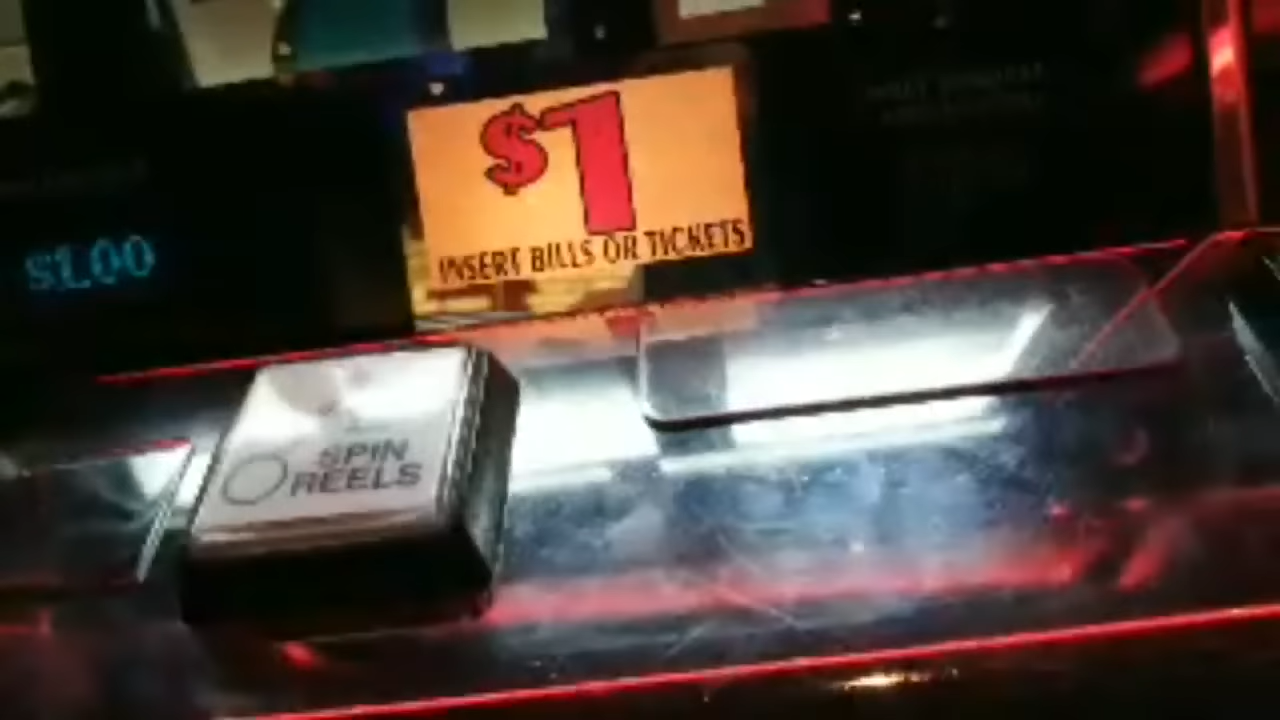 $1
INSERT BILLS OR TICKETS
$1.00
SPIN
REELS